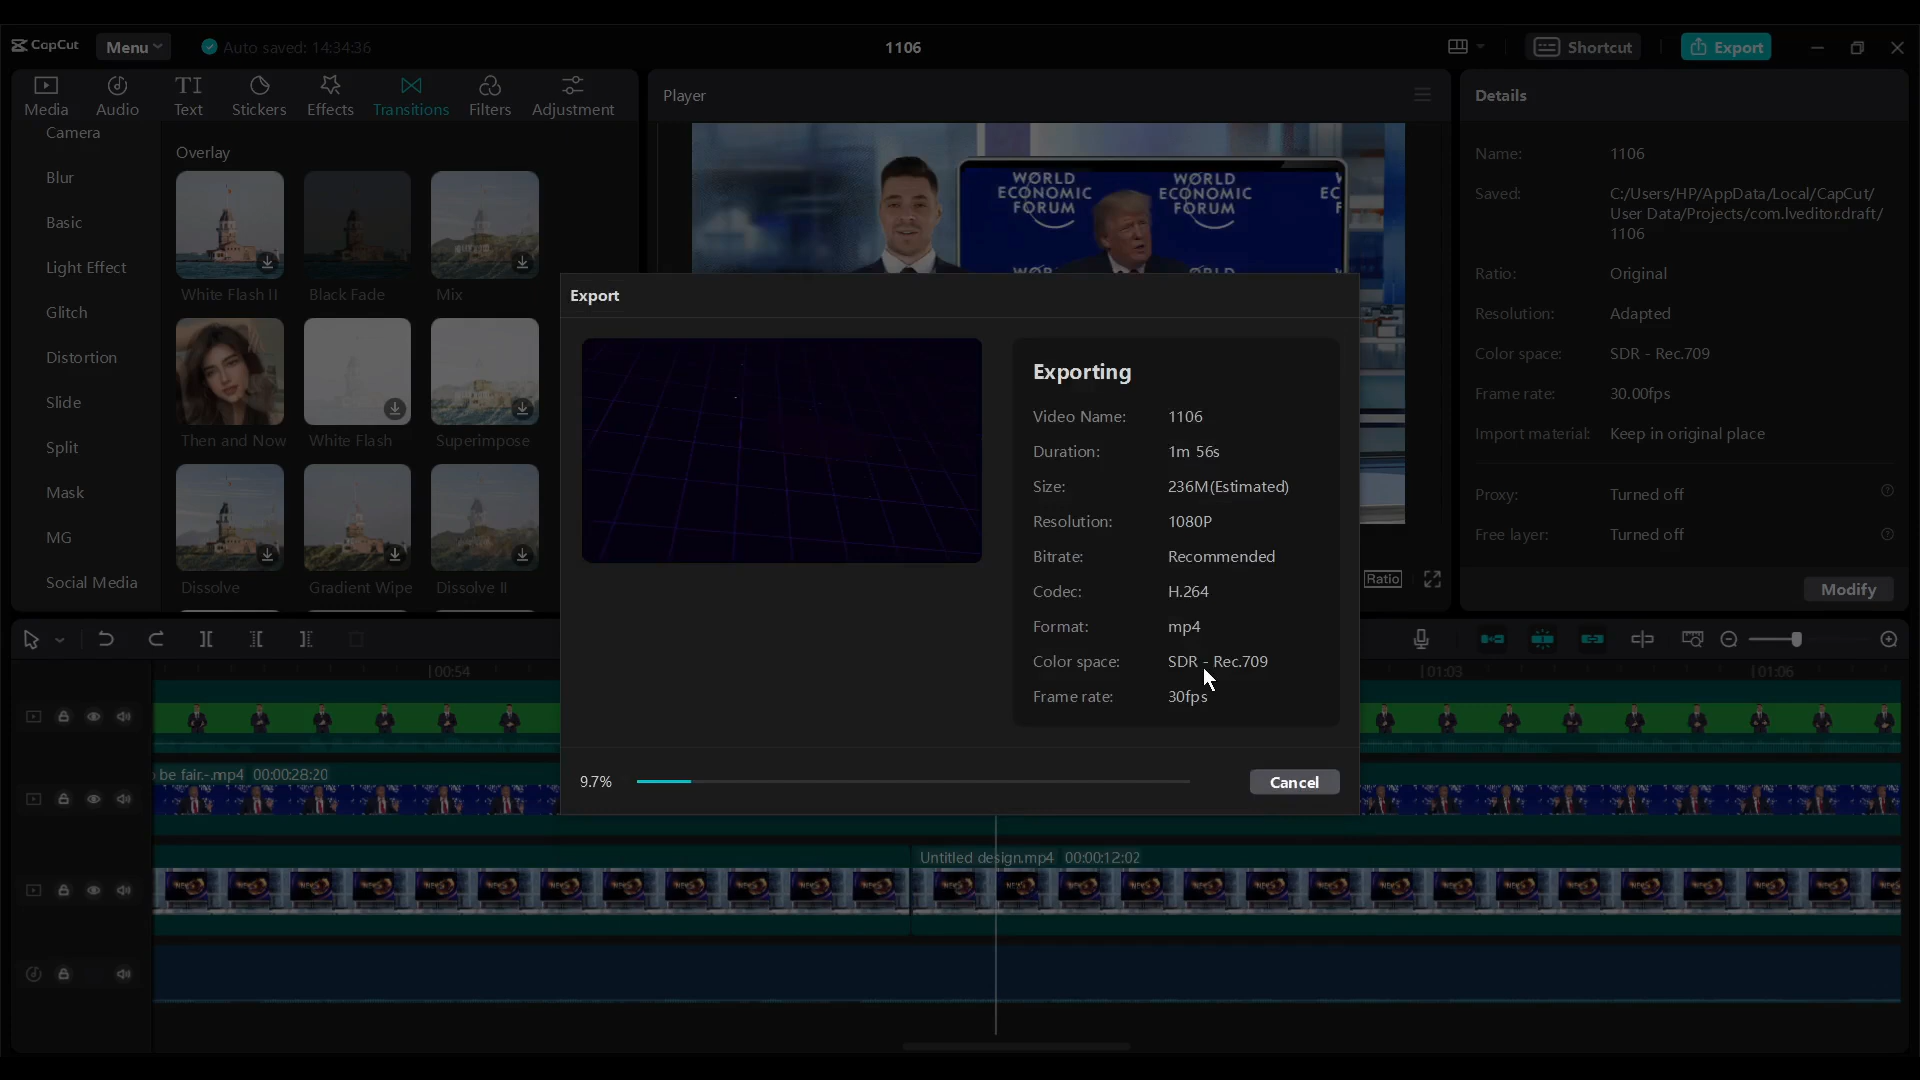 CapCut
Menu
Auto saved: 14:34:36
1106
Shortcut
Export
Media
Audio
Text
Stickers
Effects
Transitions
Filters
Adjustment
Camera
Blur
Basic
Light Effect
Glitch
Distortion
Slide
Split
Mask
MG
Social Media
Overlay
White Flash II
Black Fade
Mix
Then and Now
White Flash
Superimpose
Dissolve
Gradient Wipe
Dissolve II
Player
WORLD
ECONOMIC
FORUM
WORLD
ECONOMIC
FORUM
Ratio
Details
Name: 1106
Saved: C:/Users/HP/AppData/Local/CapCut/
User Data/Projects/com.lveditor.draft/
1106
Ratio: Original
Resolution: Adapted
Color space: SDR - Rec.709
Frame rate: 30.00fps
Import material: Keep in original place
Proxy: Turned off
Free layer: Turned off
Modify
Export
Exporting
Video Name: 1106
Duration: 1m 56s
Size: 236M(Estimated)
Resolution: 1080P
Bitrate: Recommended
Codec: H.264
Format: mp4
Color space: SDR - Rec.709
Frame rate: 30fps
9.7%
Cancel
00:54
01:03
01:06
be fair.-.mp4 00:00:28:20
Untitled design.mp4 00:00:12:02